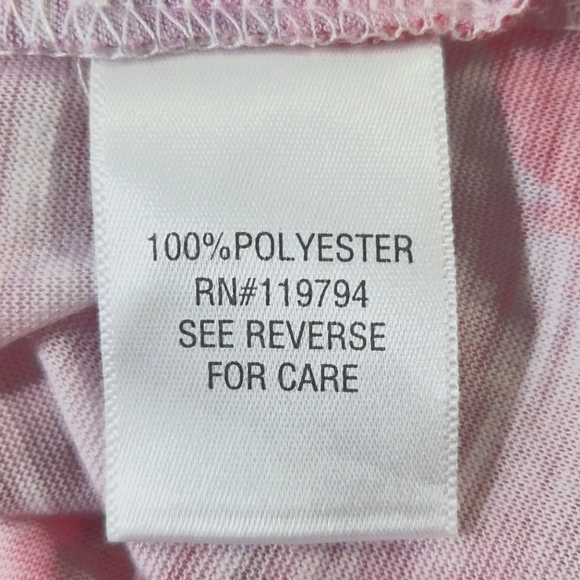 100%POLYESTER
RN#119794
SEE REVERSE
FOR CARE